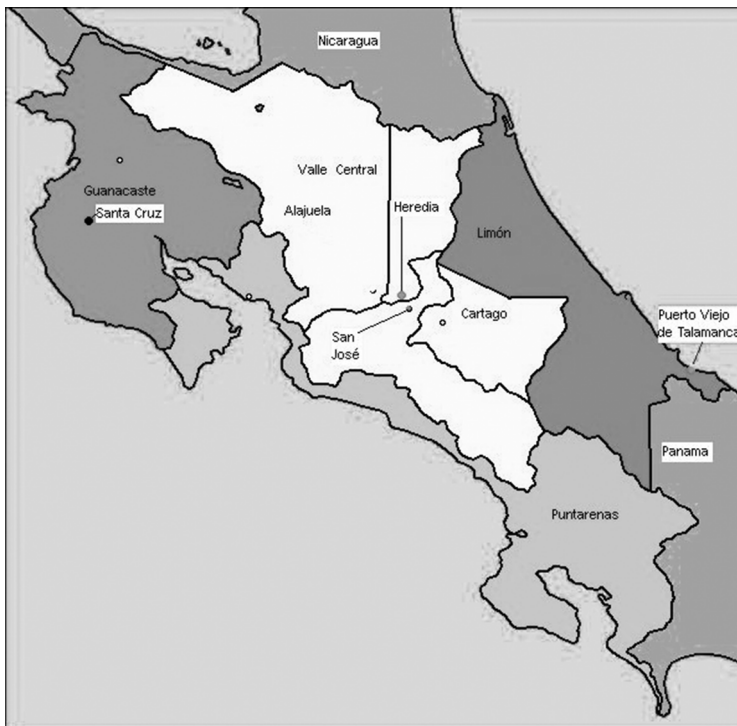 Nicaragua
Valle Central
Guanacaste
Heredia
Santa Cruz
Alajuela
Limón
Puerto Viejo
de Talamanca
Cartago
San
José
Panama
Puntarenas